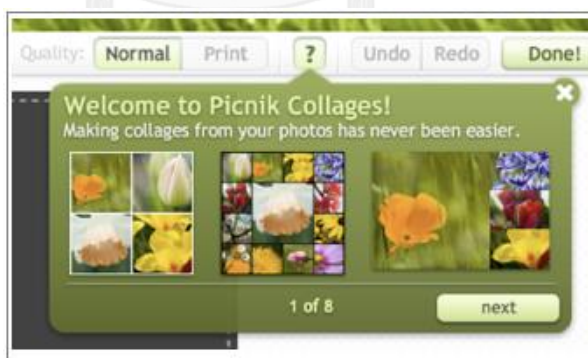 Quality: Normal Print ? Undo Redo Done!
Welcome to Picnik Collages!
Making collages from your photos has never been easier.
1 of 8 next